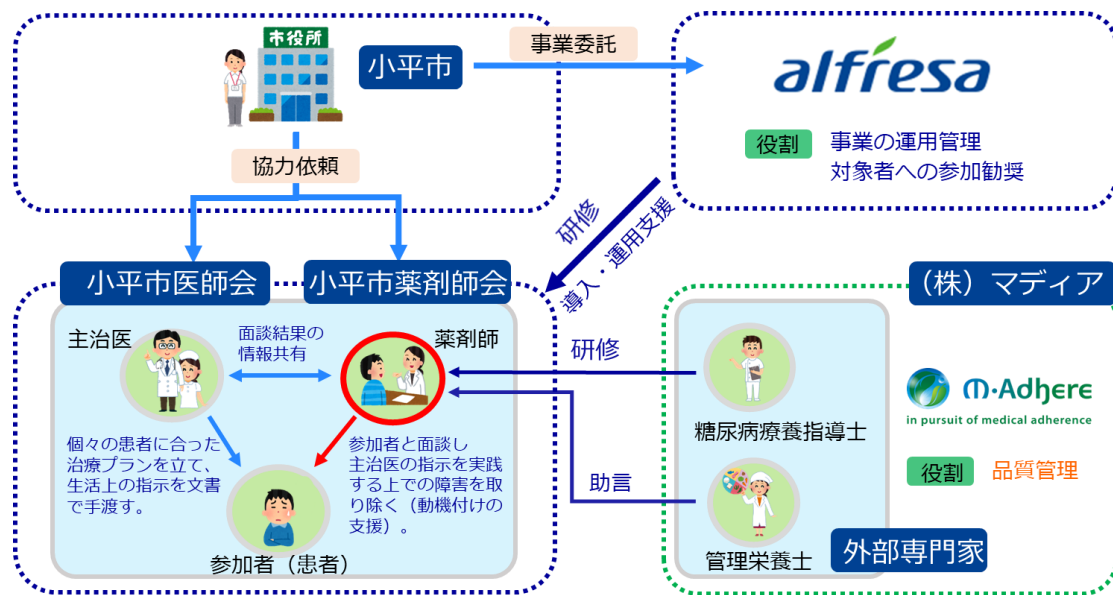 市役所
小平市
事業委託
alfresa
役割
事業の運用管理
対象者への参加勧奨
協力依頼
研修
導入・運用支援
小平市医師会
小平市薬剤師会
主治医
面談結果の
情報共有
薬剤師
個々の患者に合った
治療プランを立て、
生活上の指示を文書
で手渡す。
参加者と面談し
主治医の指示を実践
する上での障害を取
り除く（動機付けの
支援）。
参加者（患者）
研修
助言
（株）マディア
糖尿病療養指導士
管理栄養士
外部専門家
m・Adhere
in pursuit of medical adherence
役割
品質管理